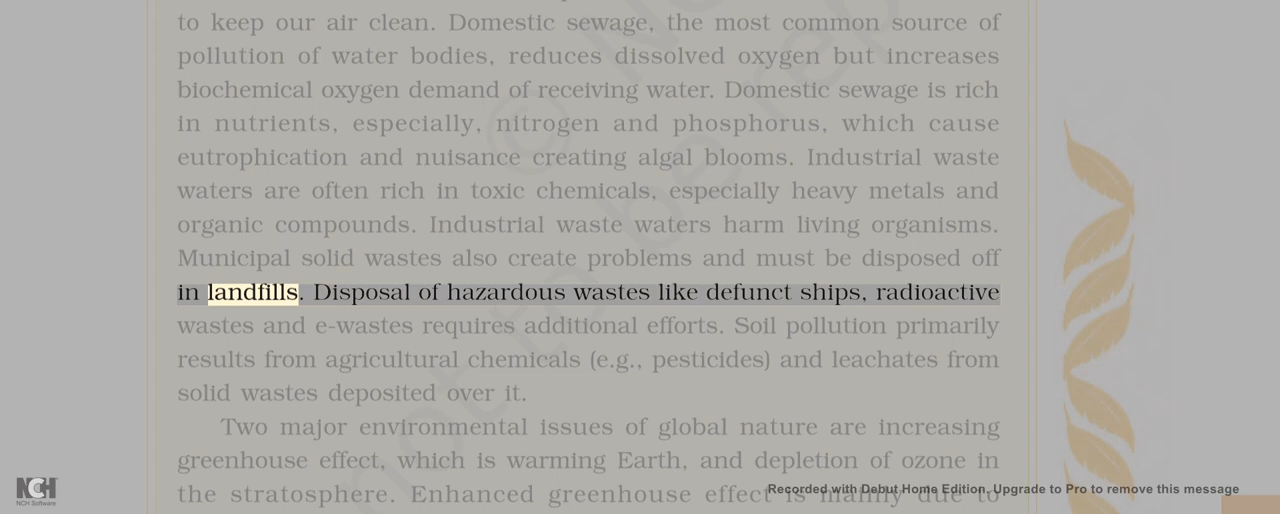 to keep our air clean. Domestic sewage, the most common source of
pollution of water bodies, reduces dissolved oxygen but increases
biochemical oxygen demand of receiving water. Domestic sewage is rich
in nutrients, especially, nitrogen and phosphorus, which cause
eutrophication and nuisance creating algal blooms. Industrial waste
waters are often rich in toxic chemicals, especially heavy metals and
organic compounds. Industrial waste waters harm living organisms.
Municipal solid wastes also create problems and must be disposed off
in landfills. Disposal of hazardous wastes like defunct ships, radioactive
wastes and e-wastes requires additional efforts. Soil pollution primarily
results from agricultural chemicals (e.g., pesticides) and leachates from
solid wastes deposited over it.
Two major environmental issues of global nature are increasing
greenhouse effect, which is warming Earth, and depletion of ozone in
the stratosphere. Enhanced greenhouse effect is mainly due to
Recorded with Debut Home Edition. Upgrade to Pro to remove this message
NCH
NCH Software
© 
not to be